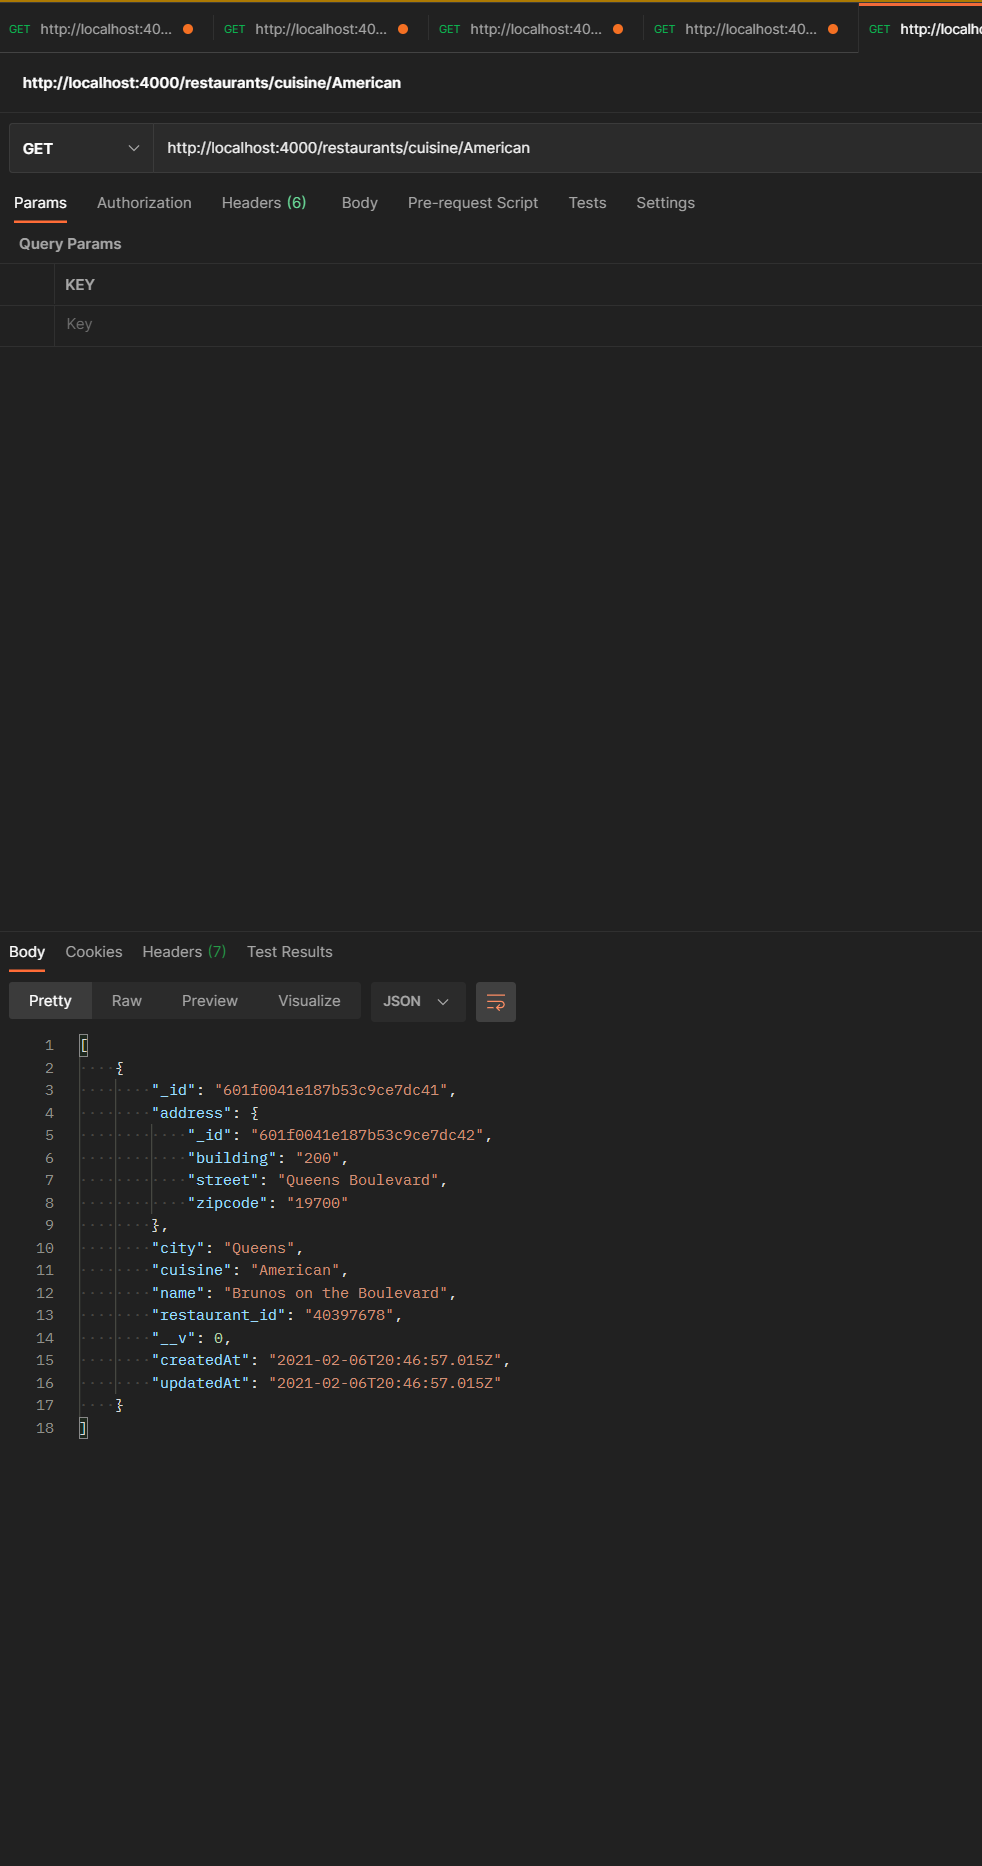 GET http://localhost:40... GET http://localhost:40... GET http://localhost:40... GET http://localhost:40... GET http://localh
http://localhost:4000/restaurants/cuisine/American
GET http://localhost:4000/restaurants/cuisine/American
Params Authorization Headers (6) Body Pre-request Script Tests Settings
Query Params
KEY
Key
Body Cookies Headers (7) Test Results
Pretty Raw Preview Visualize JSON
1 [
2 {
3 "_id": "601f0041e187b53c9ce7dc41",
4 "address": {
5 "_id": "601f0041e187b53c9ce7dc42",
6 "building": "200",
7 "street": "Queens Boulevard",
8 "zipcode": "19700"
9 },
10 "city": "Queens",
11 "cuisine": "American",
12 "name": "Brunos on the Boulevard",
13 "restaurant_id": "40397678",
14 "__v": 0,
15 "createdAt": "2021-02-06T20:46:57.015Z",
16 "updatedAt": "2021-02-06T20:46:57.015Z"
17 }
18 ]